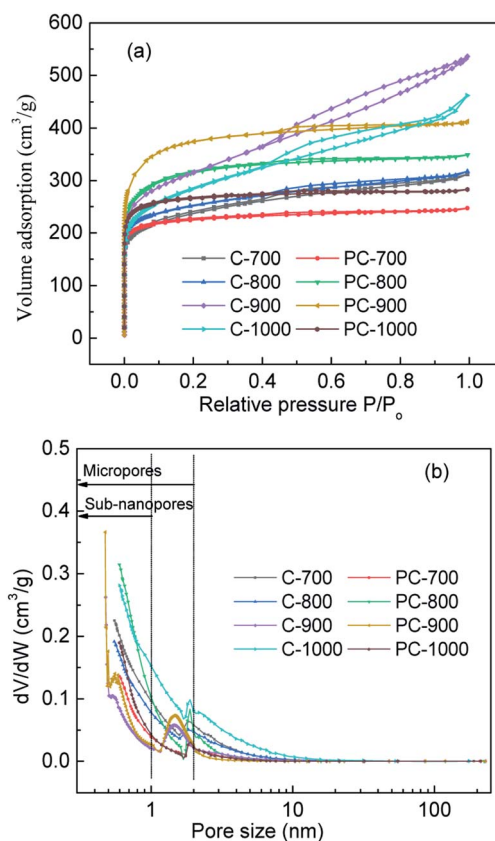 (a)
600
500
400
300
200
100
0
Volume adsorption (cm³/g)
C-700 PC-700
C-800 PC-800
C-900 PC-900
C-1000 PC-1000
0.0 0.2 0.4 0.6 0.8 1.0
Relative pressure P/Pₒ
(b)
0.5
0.4
0.3
0.2
0.1
0.0
dV/dW (cm³/g)
Micropores
Sub-nanopores
C-700 PC-700
C-800 PC-800
C-900 PC-900
C-1000 PC-1000
1 10 100
Pore size (nm)